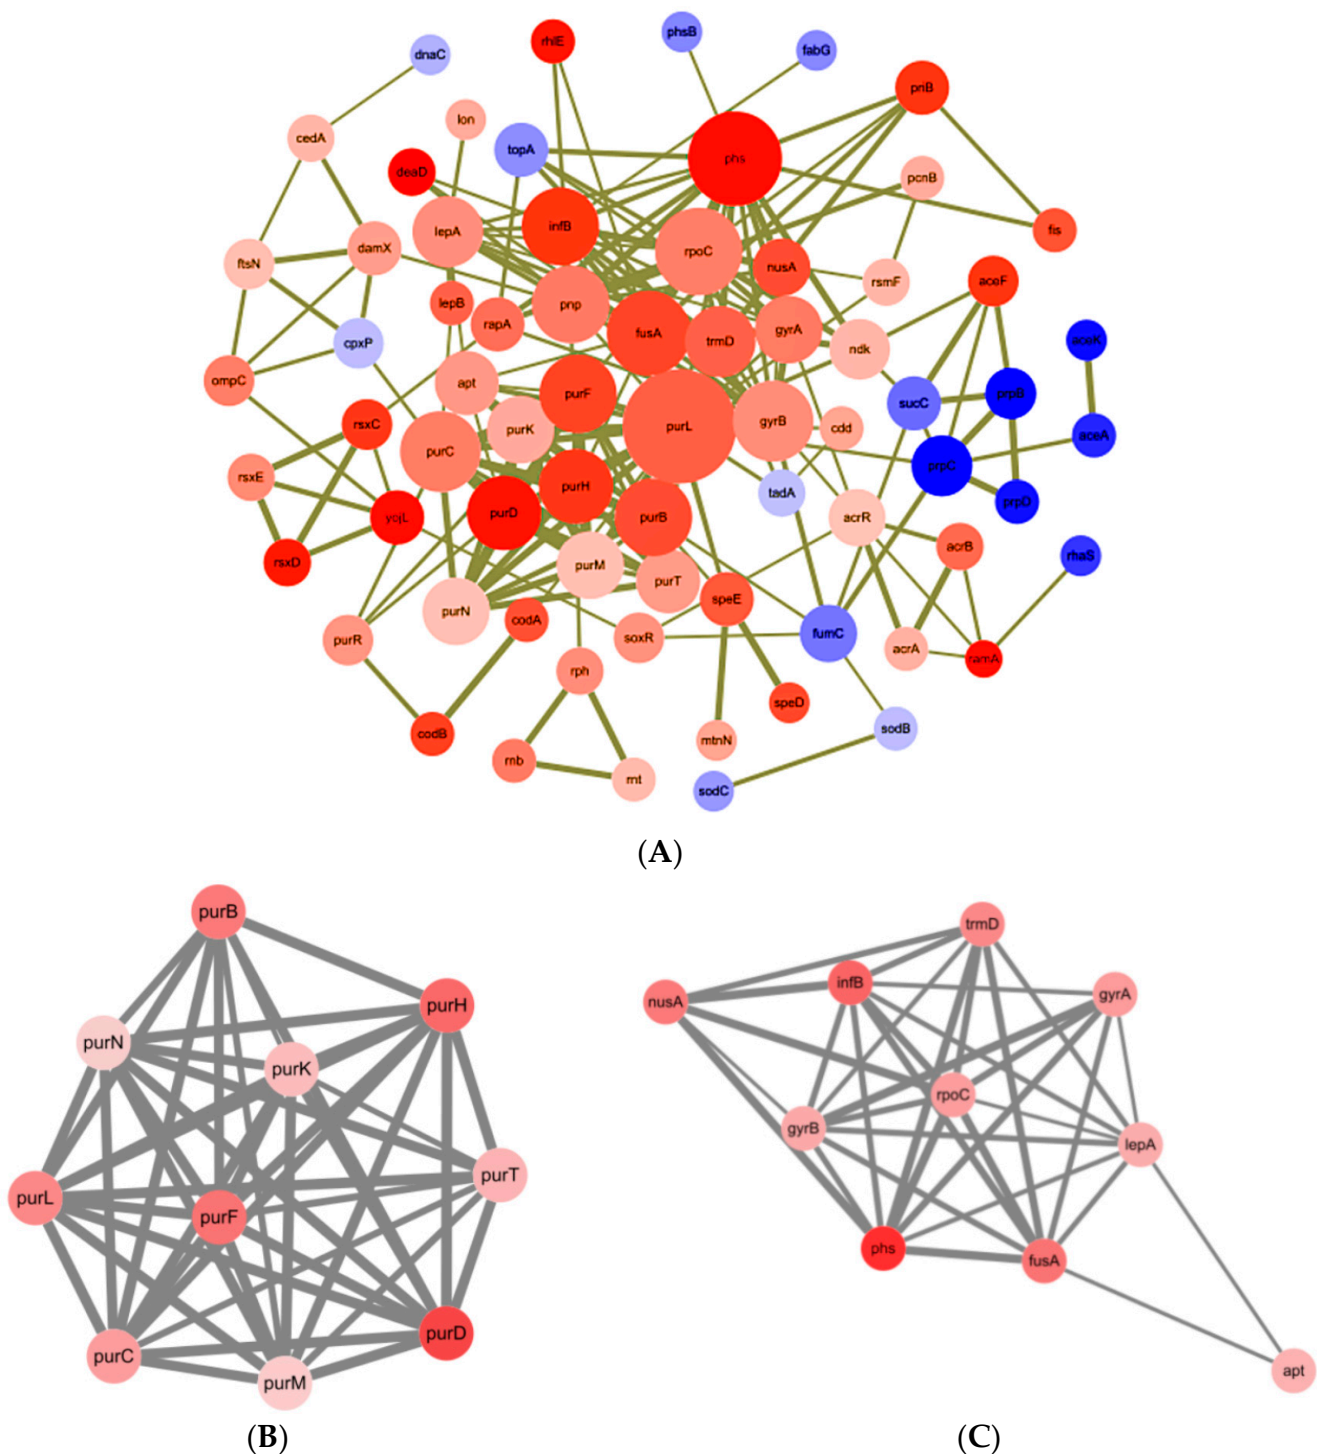 rhlE
phsB
fabG
dnaC
priB
lon
cedA
topA
phs
deaD
pcnB
lepA
infB
rpoC
fis
ftsN
damX
nusA
rsmF
aceF
lepB
pnp
rapA
fusA
trmD
gyrA
ndk
cpxP
aceK
ompC
apt
purF
sucC
prpB
rsxC
purK
purL
gyrB
cdd
aceA
purC
prpC
rsxE
purH
tadA
prpD
yojL
purD
purB
acrR
rsxD
acrB
rhaS
purM
purT
purN
speE
codA
purR
soxR
fumC
acrA
ramA
rph
speD
codB
mtnN
sodB
rnb
rnt
sodC
(A)
purB
purH
purN
purK
purT
purL
purF
purD
purC
purM
(B)
trmD
infB
gyrA
nusA
rpoC
gyrB
lepA
phs
fusA
apt
(C)